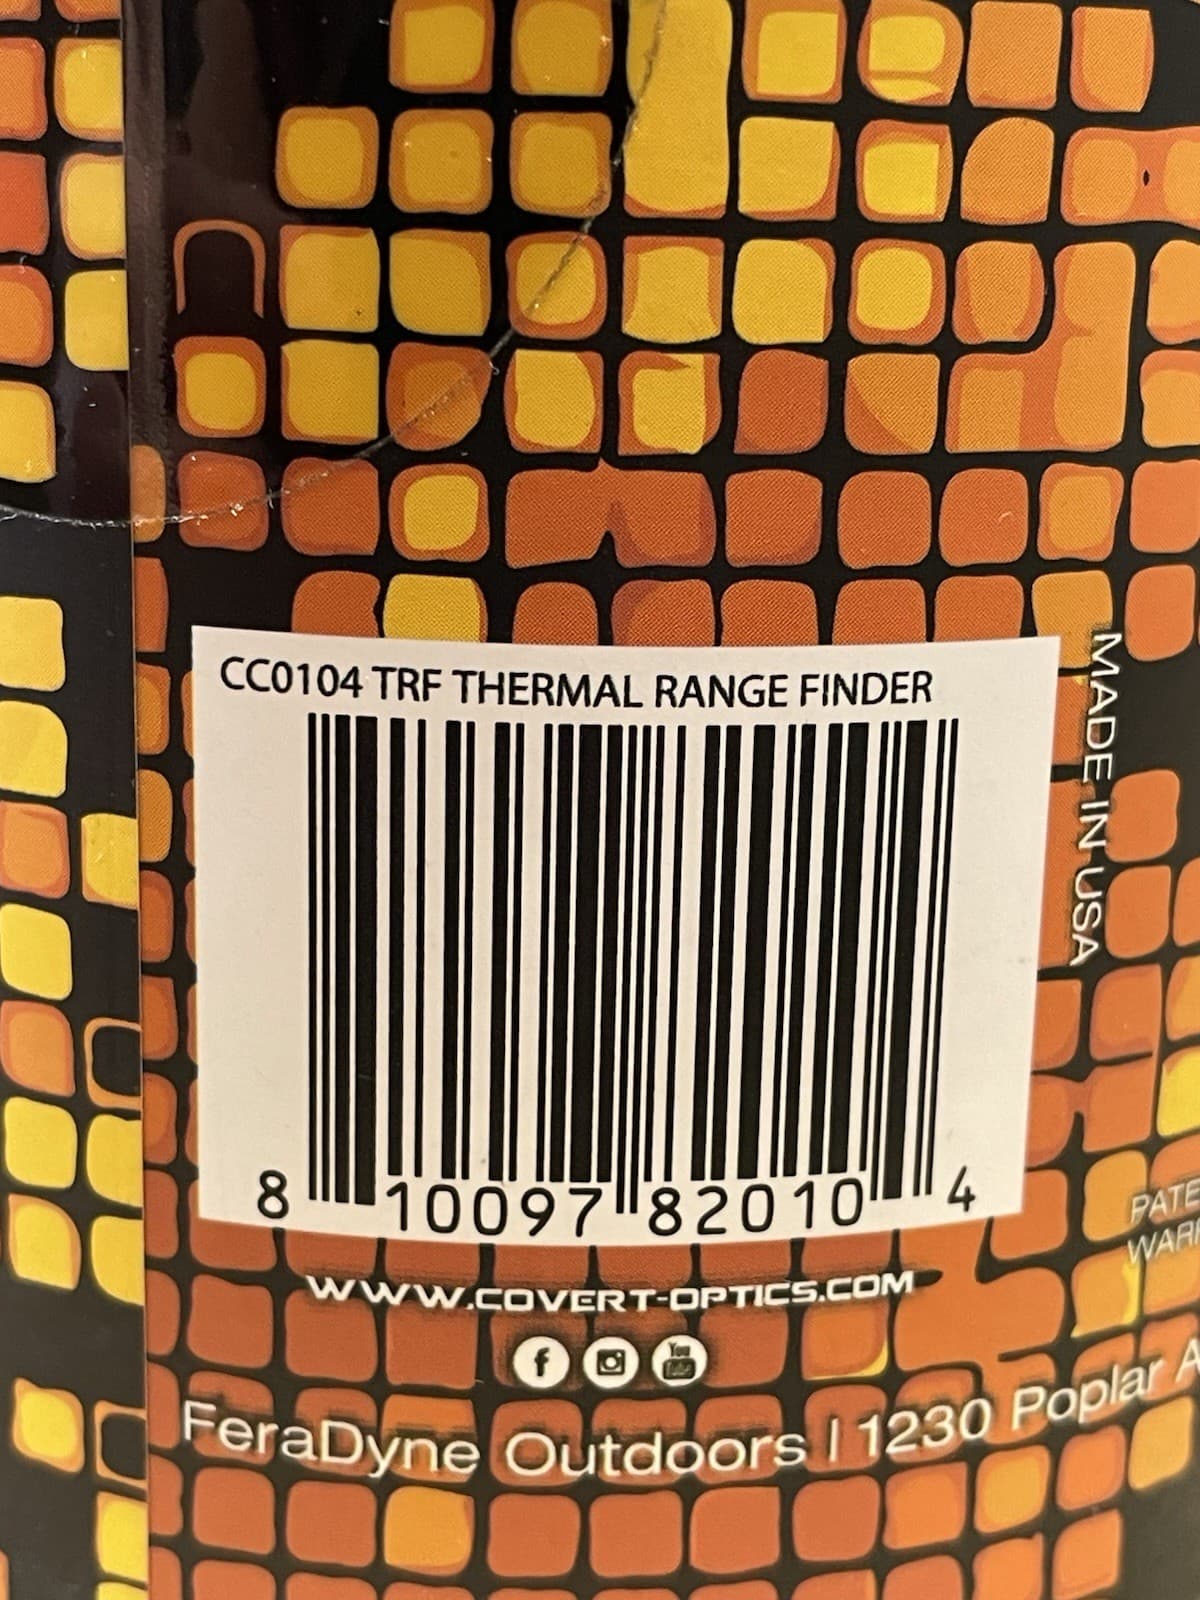 CC0104 TRF THERMAL RANGE FINDER
8 10097 82010 4
MADE IN USA
WWW.COVERT-OPTICS.COM
f You
FeraDyne Outdoors | 1230 Poplar